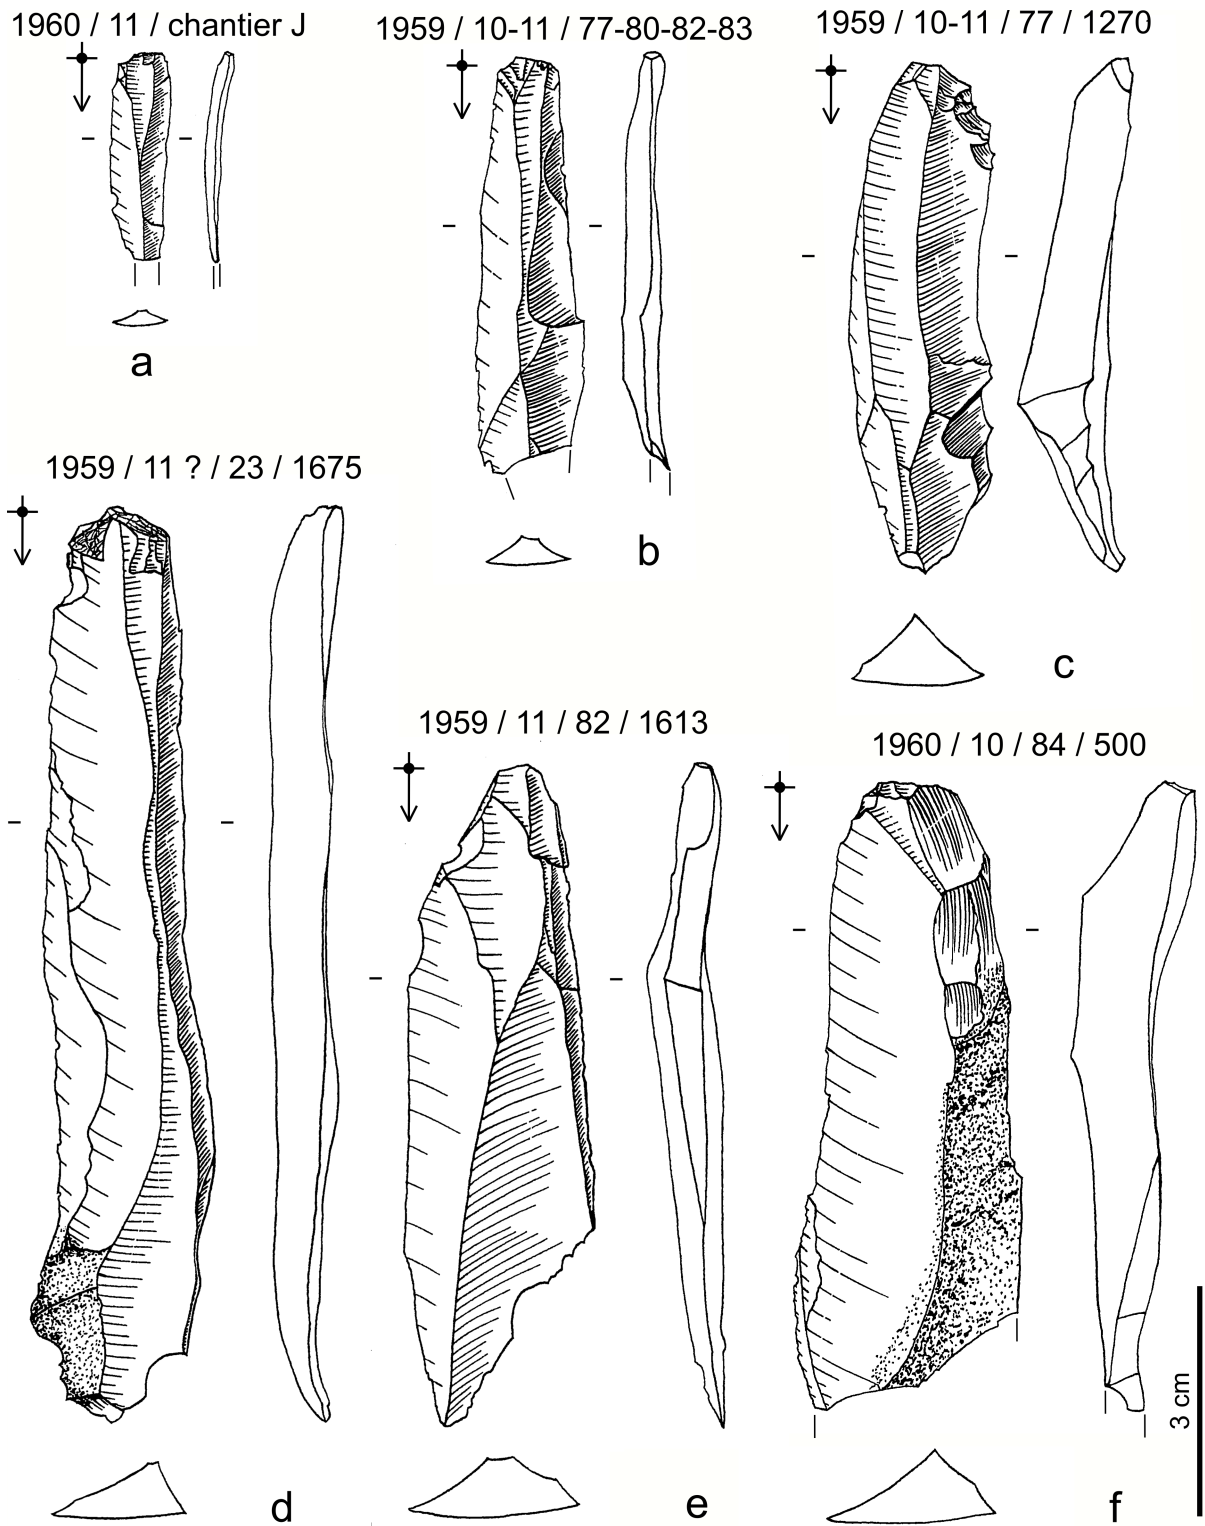 1960 / 11 / chantier J
1959 / 10-11 / 77-80-82-83
1959 / 10-11 / 77 / 1270
a
b
c
1959 / 11 ? / 23 / 1675
1959 / 11 / 82 / 1613
1960 / 10 / 84 / 500
3 cm
d
e
f